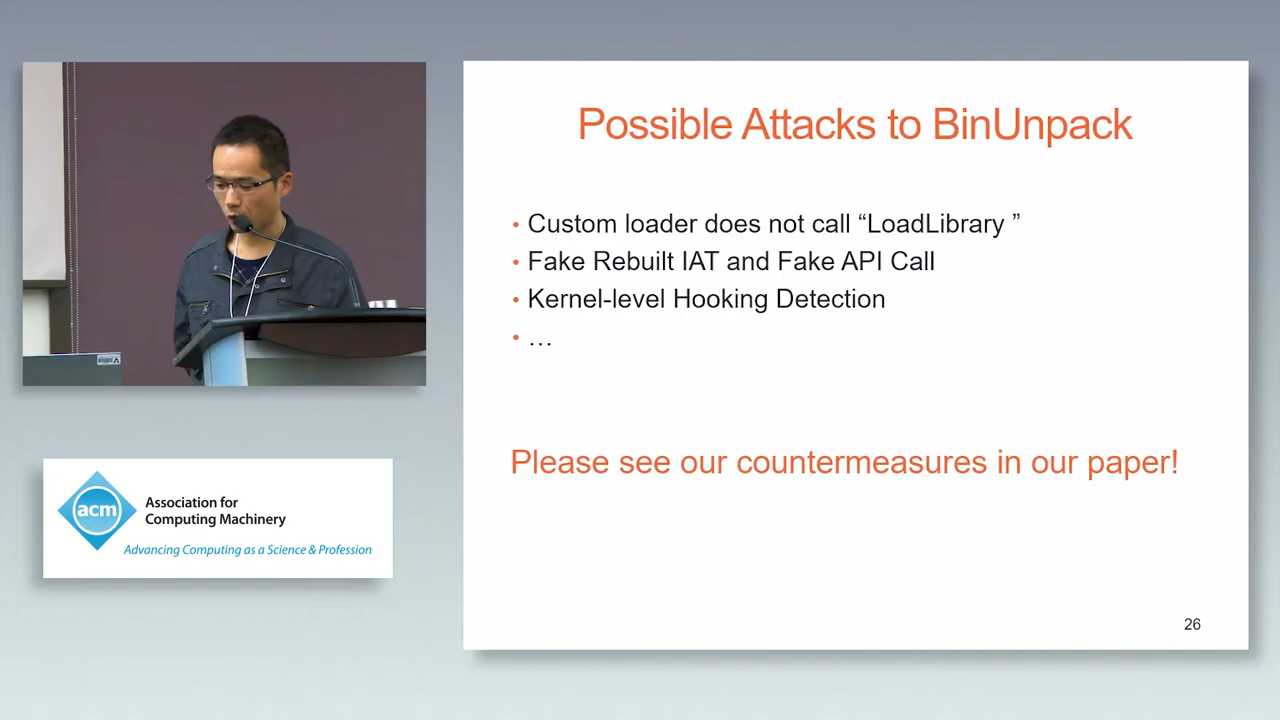 Possible Attacks to BinUnpack
• Custom loader does not call “LoadLibrary ”
• Fake Rebuilt IAT and Fake API Call
• Kernel-level Hooking Detection
• …
Please see our countermeasures in our paper!
26
acm
Association for
Computing Machinery
Advancing Computing as a Science & Profession